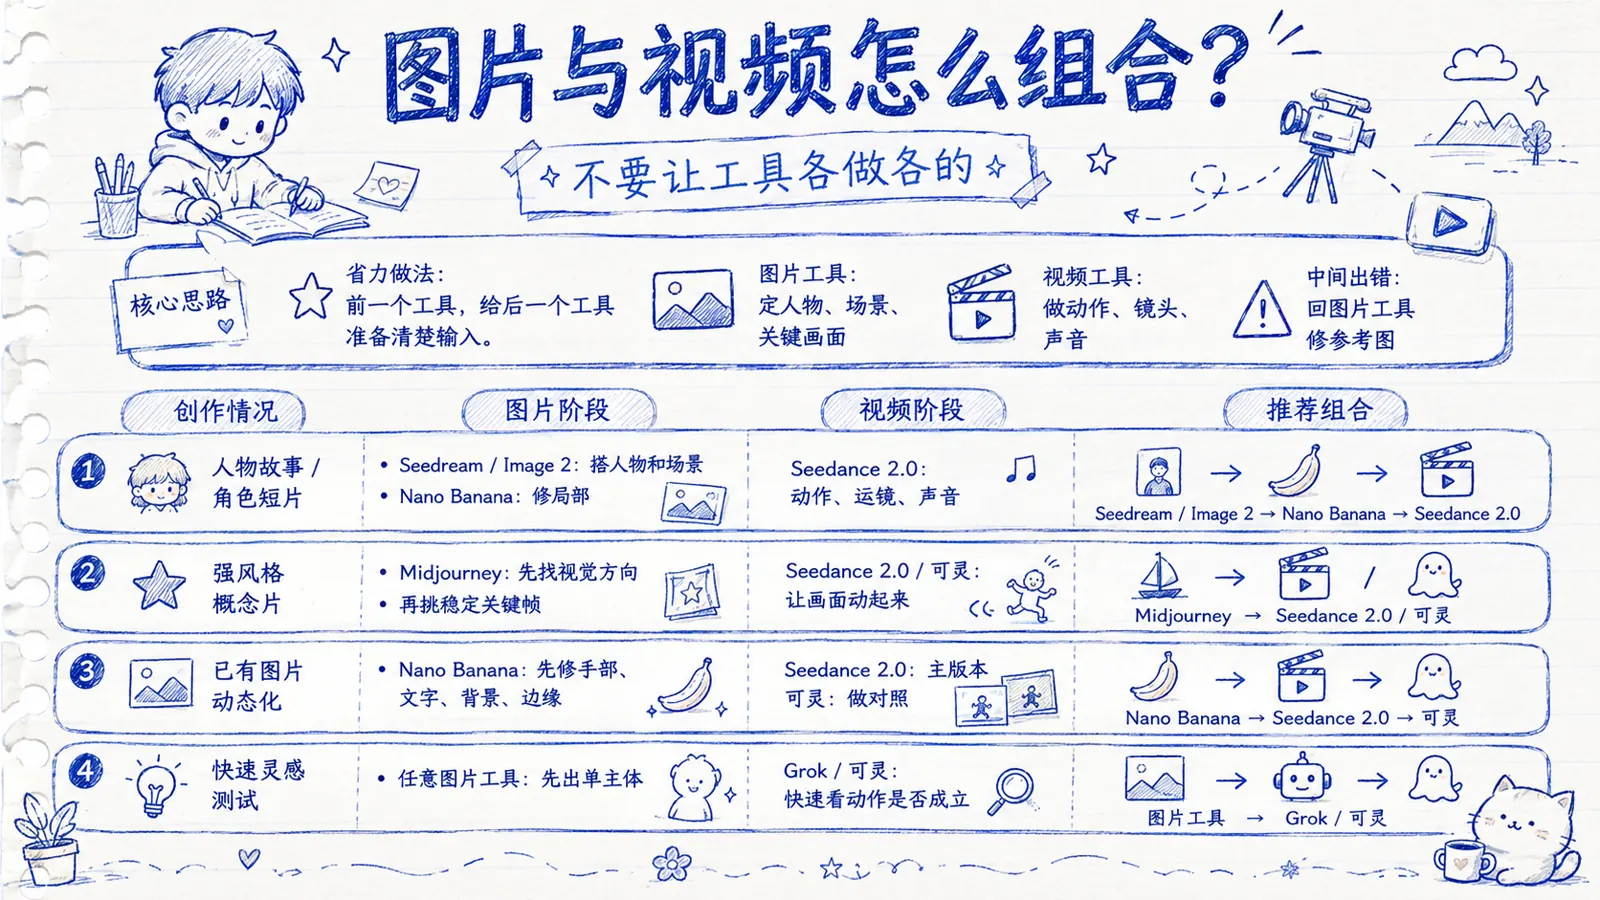 图片与视频怎么组合？
不要让工具各做各的
核心思路
省力做法：
前一个工具，给后一个工具
准备清楚输入。
图片工具：
定人物、场景、
关键画面
视频工具：
做动作、镜头、
声音
中间出错：
回图片工具
修参考图
创作情况
图片阶段
视频阶段
推荐组合
1
人物故事 /
角色短片
• Seedream / Image 2：搭人物和场景
• Nano Banana：修局部
Seedance 2.0：
动作、运镜、声音
Seedream / Image 2 → Nano Banana → Seedance 2.0
2
强风格
概念片
• Midjourney：先找视觉方向
• 再挑稳定关键帧
Seedance 2.0 / 可灵：
让画面动起来
/
Midjourney → Seedance 2.0 / 可灵
3
已有图片
动态化
• Nano Banana：先修手部、
文字、背景、边缘
Seedance 2.0：主版本
可灵：做对照
Nano Banana → Seedance 2.0 → 可灵
4
快速灵感
测试
• 任意图片工具：先出单主体
Grok / 可灵：
快速看动作是否成立
图片工具 → Grok / 可灵